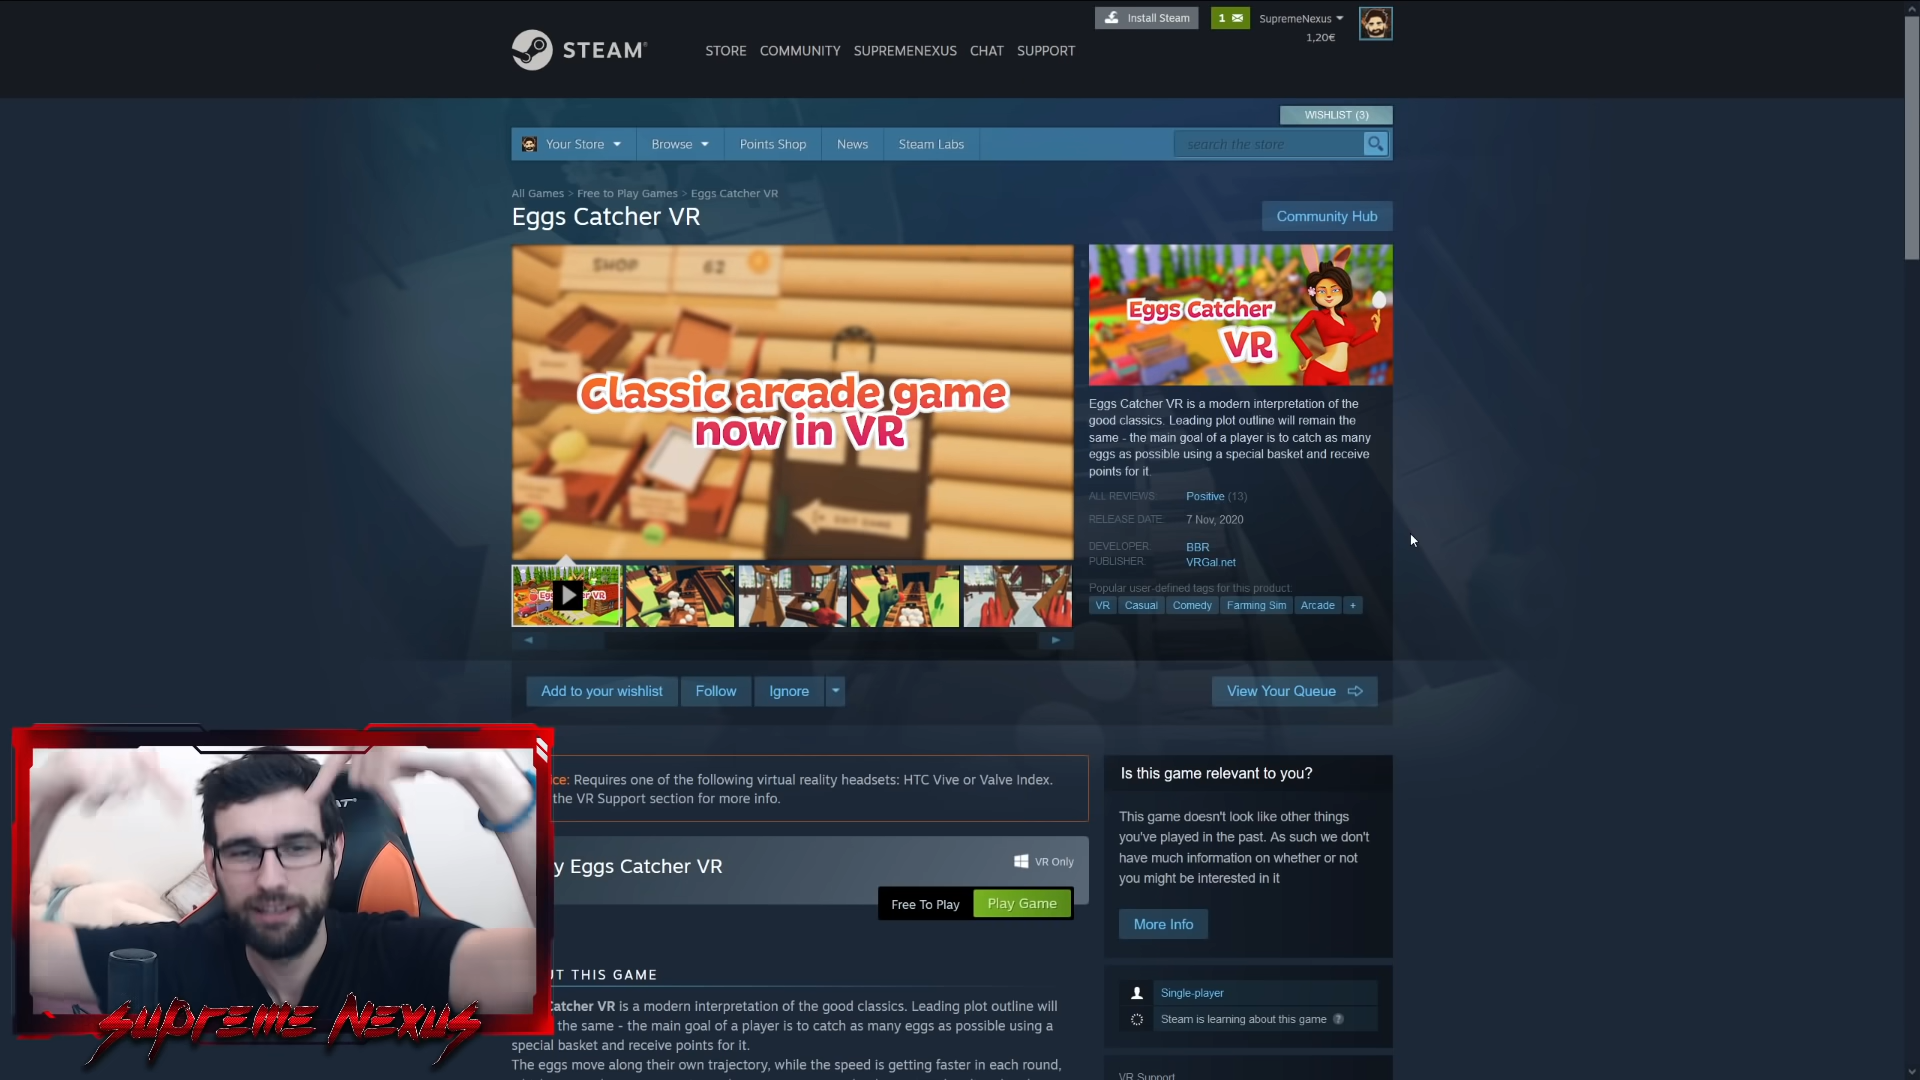 Install Steam
1
SupremeNexus
1,20€
STEAM
STORE COMMUNITY SUPREMENEXUS CHAT SUPPORT
WISHLIST (3)
Your Store
Browse
Points Shop
News
Steam Labs
search the store
All Games > Free to Play Games > Eggs Catcher VR
Eggs Catcher VR
Community Hub
SHOP 62
Classic arcade game
now in VR
EXIT GAME
Eggs Catcher
VR
Eggs Catcher VR is a modern interpretation of the
good classics. Leading plot outline will remain the
same - the main goal of a player is to catch as many
eggs as possible using a special basket and receive
points for it.
ALL REVIEWS: Positive (13)
RELEASE DATE: 7 Nov, 2020
DEVELOPER: BBR
PUBLISHER: VRGal.net
Popular user-defined tags for this product:
VR Casual Comedy Farming Sim Arcade +
Add to your wishlist
Follow
Ignore
View Your Queue
ice: Requires one of the following virtual reality headsets: HTC Vive or Valve Index.
the VR Support section for more info.
y Eggs Catcher VR
VR Only
Free To Play
Play Game
UT THIS GAME
Catcher VR is a modern interpretation of the good classics. Leading plot outline will
the same - the main goal of a player is to catch as many eggs as possible using a
special basket and receive points for it.
The eggs move along their own trajectory, while the speed is getting faster in each round,
Is this game relevant to you?
This game doesn't look like other things
you've played in the past. As such we don't
have much information on whether or not
you might be interested in it
More Info
Single-player
Steam is learning about this game ?
VR Support
SUPREME NEXUS